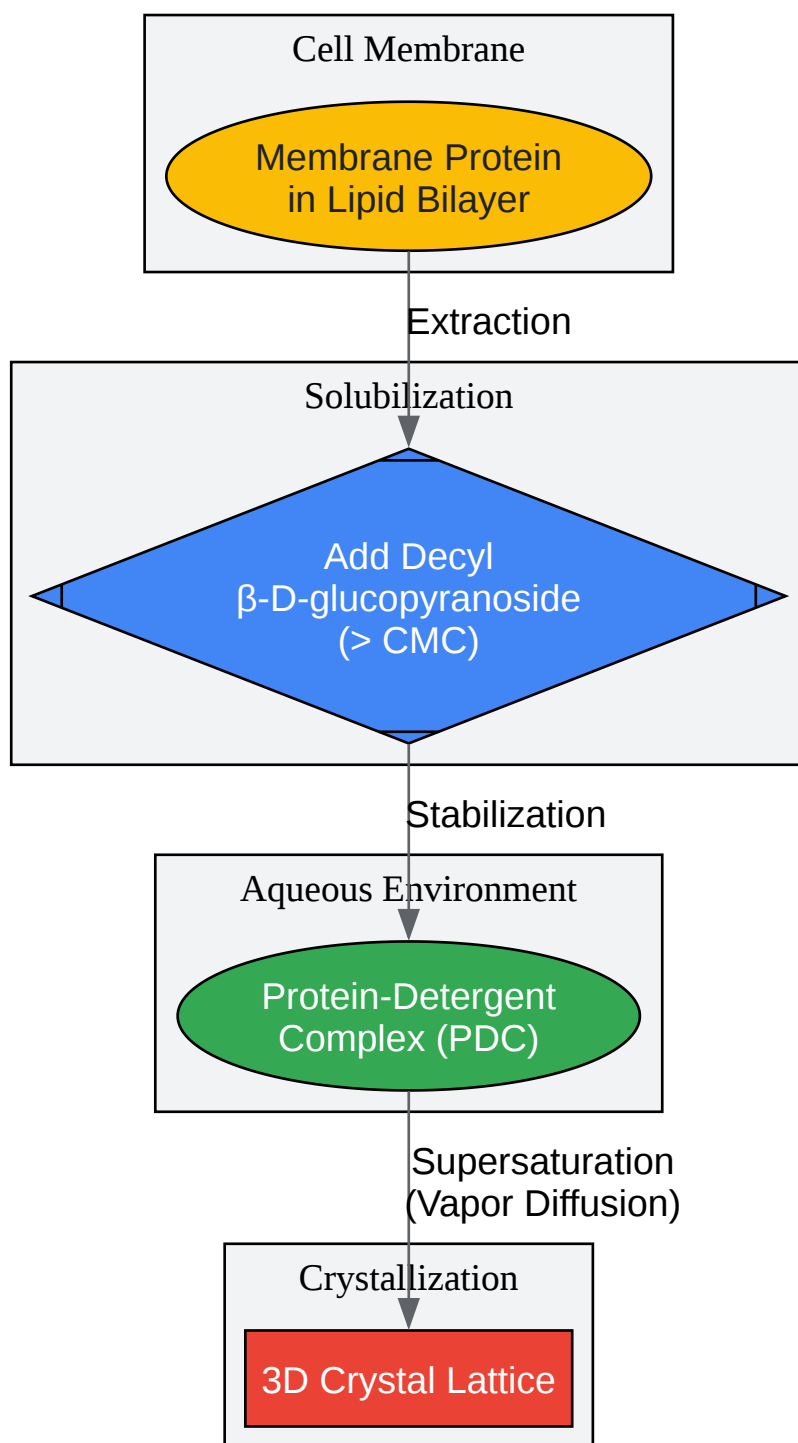 Cell Membrane
Membrane Protein
in Lipid Bilayer
Extraction
Solubilization
Add Decyl
β-D-glucopyranoside
(> CMC)
Stabilization
Aqueous Environment
Protein-Detergent
Complex (PDC)
Supersaturation
(Vapor Diffusion)
Crystallization
3D Crystal Lattice